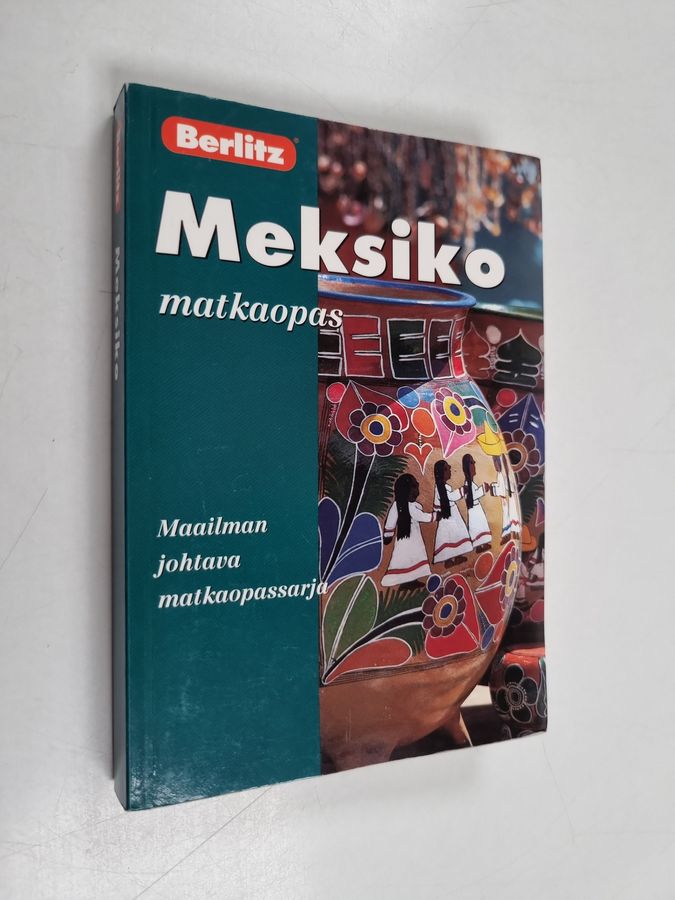 Berlitz
Meksiko
matkaopas
Maailman
johtava
matkaopassarja
Berlitz
Meksiko